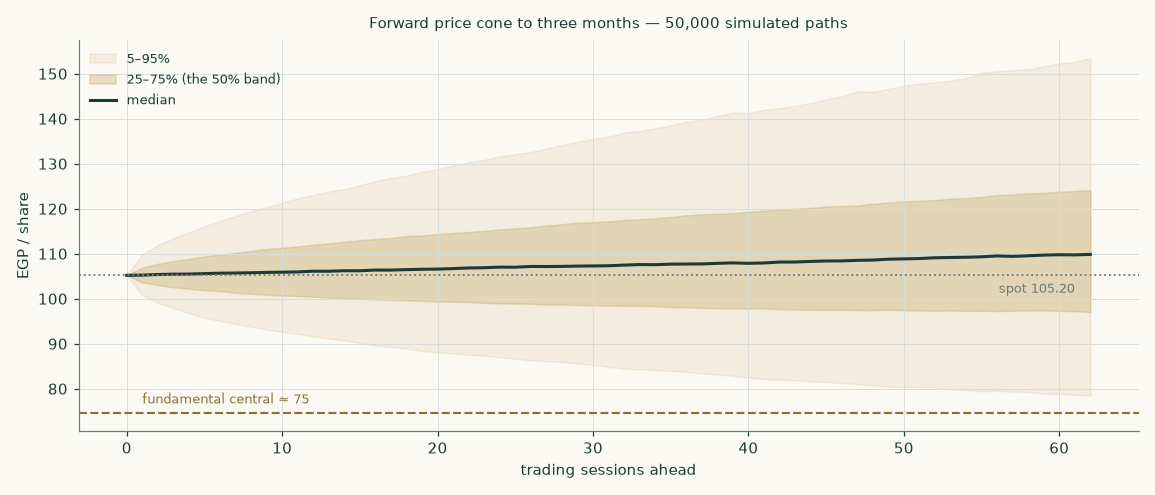 Forward price cone to three months — 50,000 simulated paths
5–95%
25–75% (the 50% band)
median
150
140
130
120
110
100
90
80
EGP / share
spot 105.20
fundamental central ≈ 75
0
10
20
30
40
50
60
trading sessions ahead